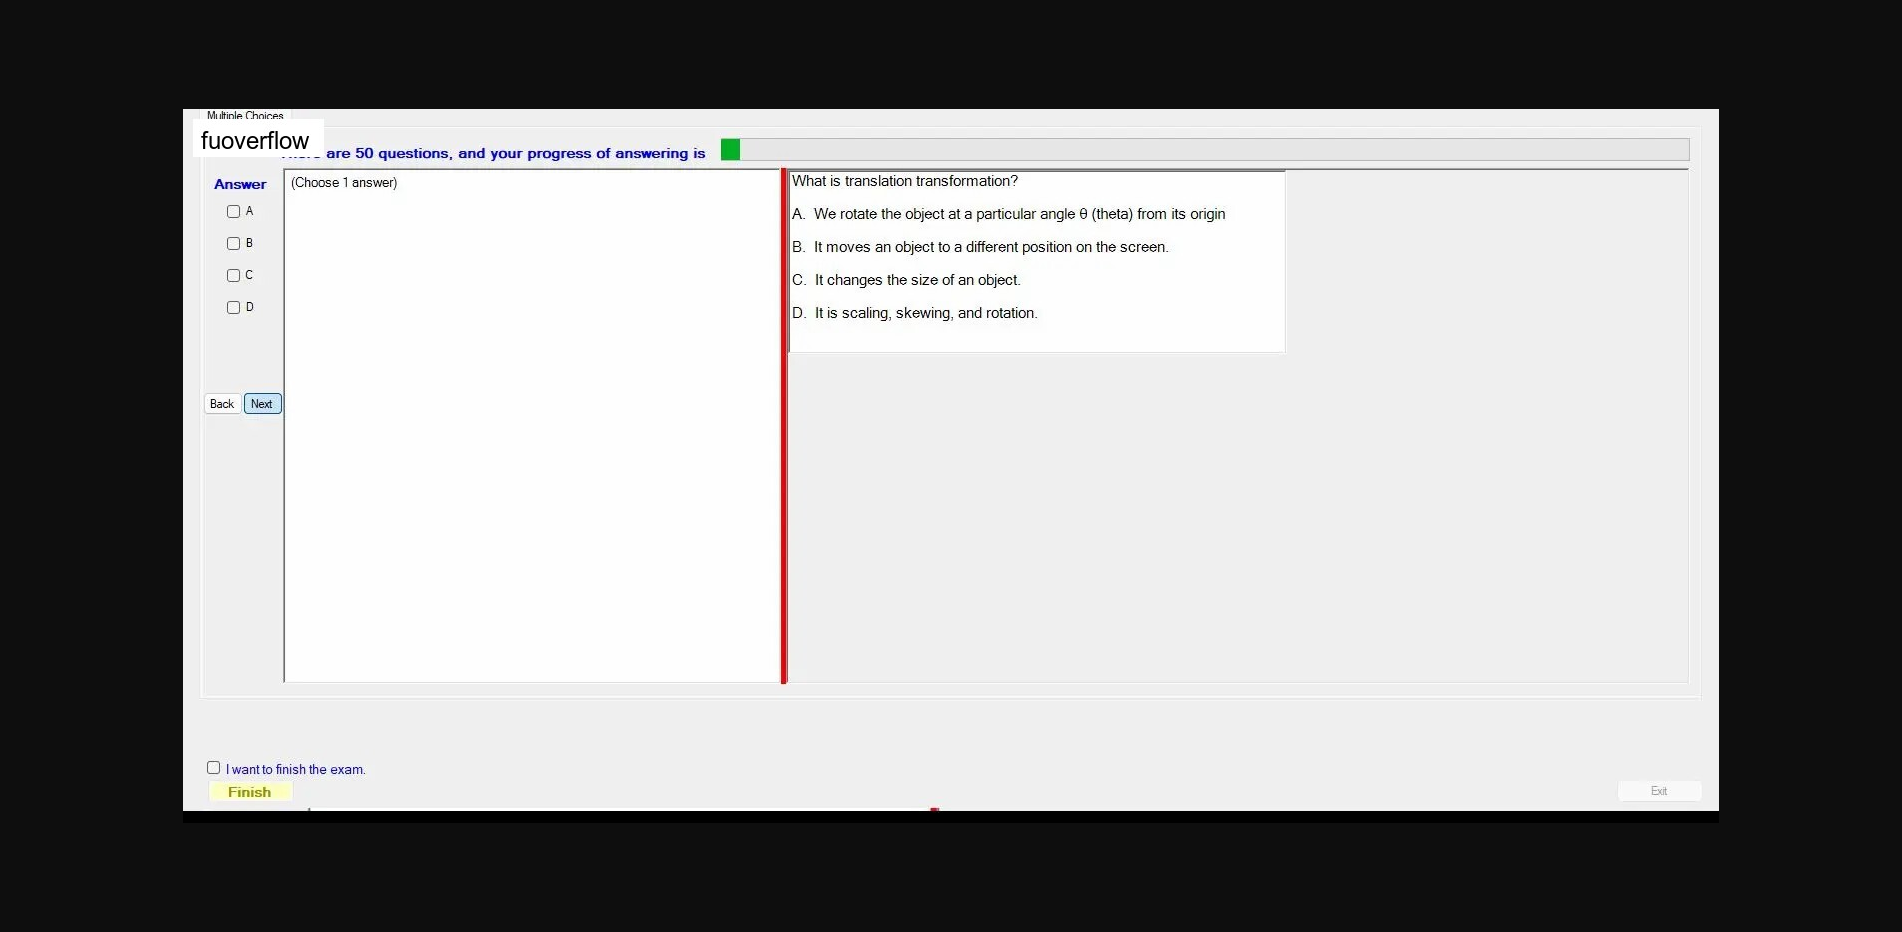 Multiple Choices
fuoverflow
are 50 questions, and your progress of answering is
Answer
(Choose 1 answer)
A
B
C
D
Back
Next
What is translation transformation?
A. We rotate the object at a particular angle θ (theta) from its origin
B. It moves an object to a different position on the screen.
C. It changes the size of an object.
D. It is scaling, skewing, and rotation.
I want to finish the exam.
Finish
Exit